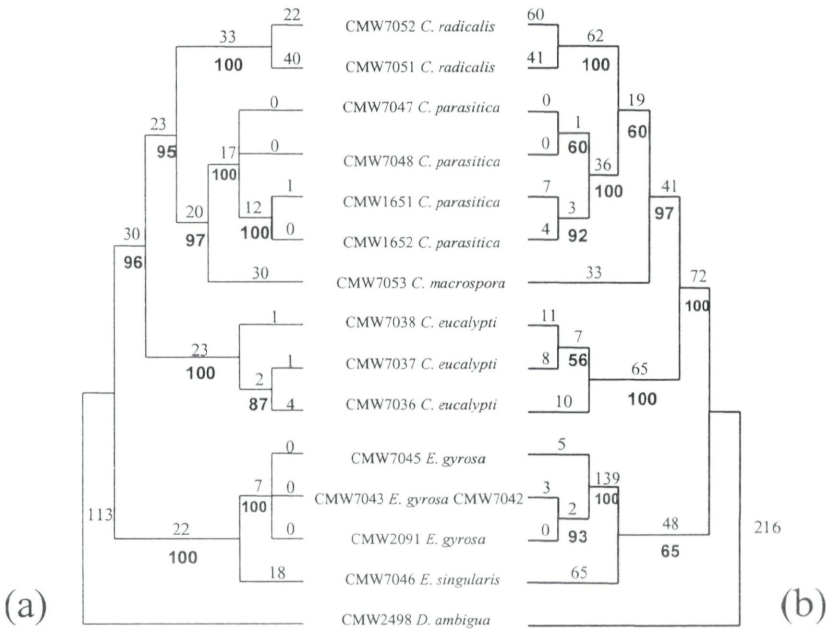 22 CMW7052 C. radicalis 60
33 62
100 100
40 CMW7051 C. radicalis 41
0 CMW7047 C. parasitica 0
19
23 1
95 60 60
17 0 CMW7048 C. parasitica 0
100 36
100
1 CMW1651 C. parasitica 7
41
20 12 3
97 100 92 97
0 CMW1652 C. parasitica 4
30
96
30 CMW7053 C. macrospora 33
72
100
1 CMW7038 C. eucalypti 11
23 7
100 56
1 CMW7037 C. eucalypti 8
2 65
87 100
4 CMW7036 C. eucalypti 10
0 CMW7045 E. gyrosa 5
7 139
100 100
0 CMW7043 E. gyrosa CMW7042 3
2
93
113 22 48 216
100 65
0 CMW2091 E. gyrosa 0
18 CMW7046 E. singularis 65
(a) (b)
CMW2498 D. ambigua